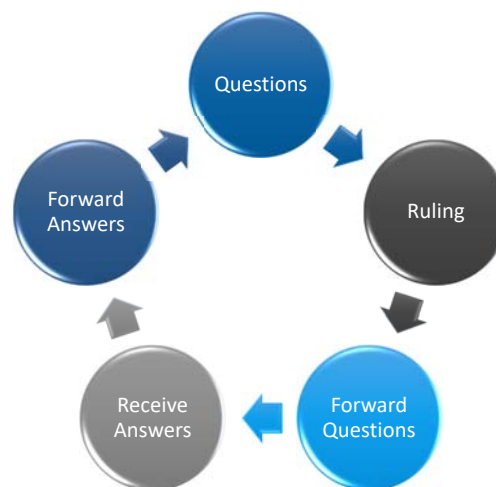 Questions
Ruling
Forward
Questions
Receive
Answers
Forward
Answers